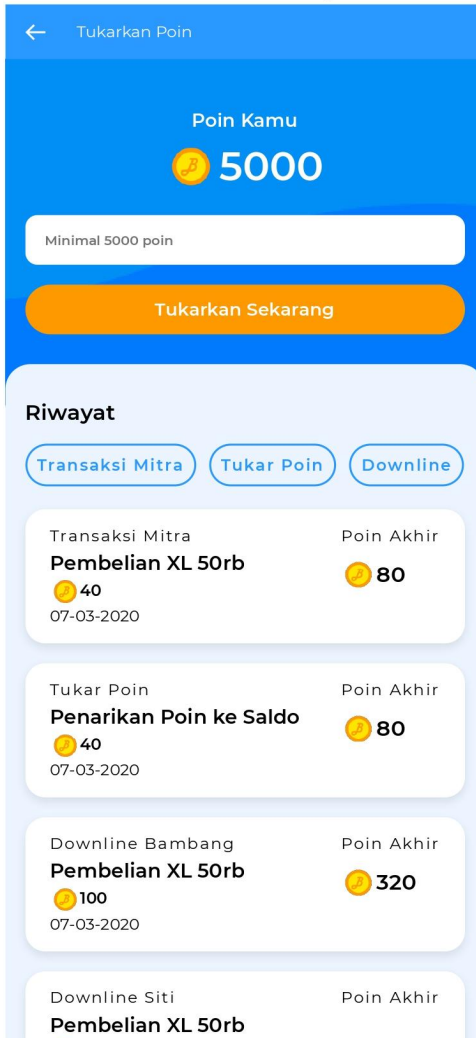 Tukarkan Poin
Poin Kamu
5000
Minimal 5000 poin
Tukarkan Sekarang
Riwayat
Transaksi Mitra Tukar Poin Downline
Transaksi Mitra Poin Akhir
Pembelian XL 50rb
40 80
07-03-2020
Tukar Poin Poin Akhir
Penarikan Poin ke Saldo
40 80
07-03-2020
Downline Bambang Poin Akhir
Pembelian XL 50rb
100 320
07-03-2020
Downline Siti Poin Akhir
Pembelian XL 50rb